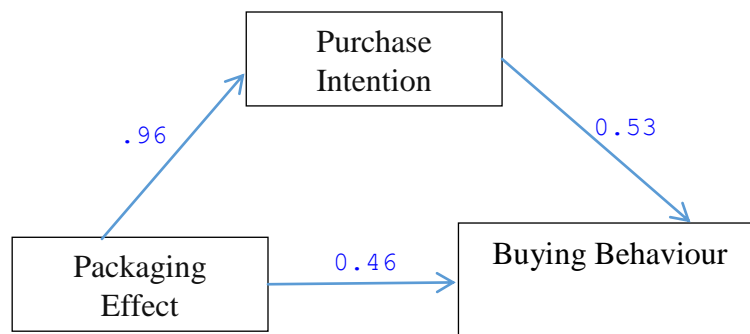 Purchase
Intention
.96
0.53
Packaging
Effect
0.46
Buying Behaviour